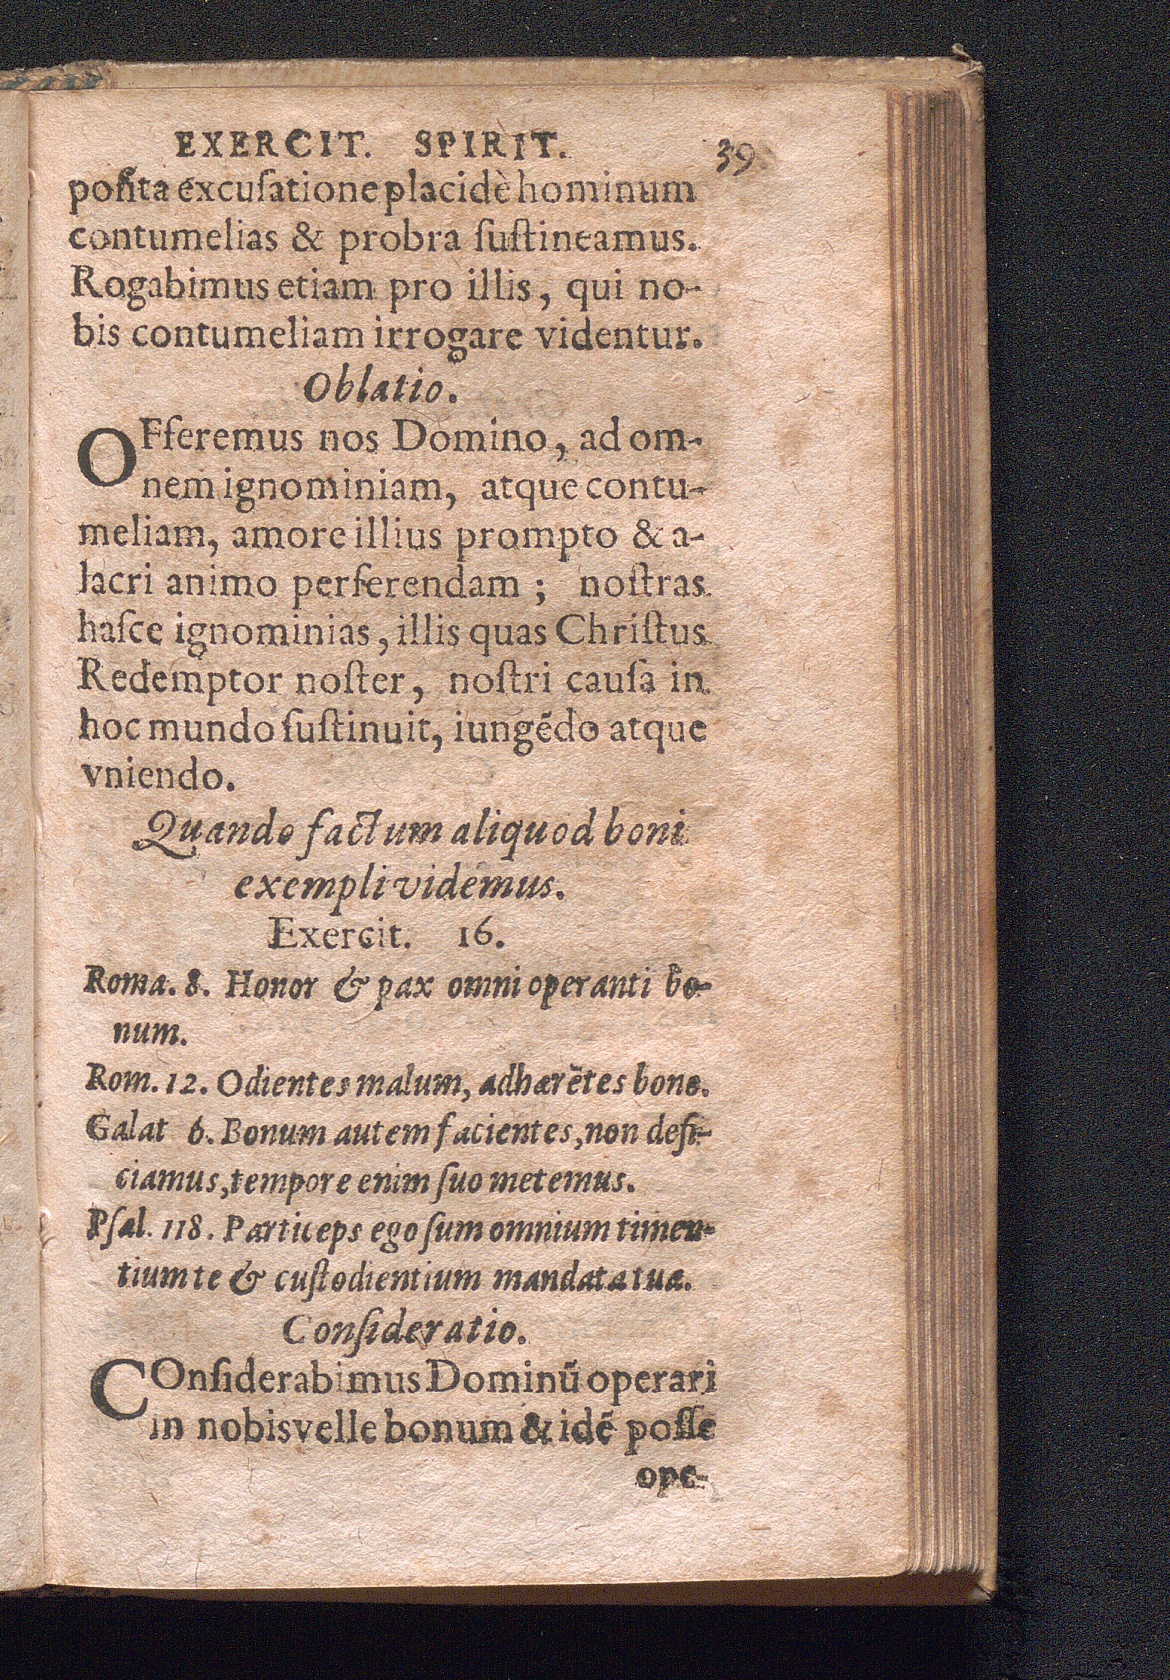 EXERCIT. SPIRIT. 39
poſita excuſatione placidè hominum
contumelias & probra ſuſtineamus.
Rogabimus etiam pro illis, qui no-
bis contumeliam irrogare videntur.
Oblatio.
OFferemus nos Domino, ad om-
nem ignominiam, atque contu-
meliam, amore illius prompto & a-
lacri animo perferendam ; noſtras
haſce ignominias, illis quas Chriſtus
Redemptor noſter, noſtri cauſa in
hoc mundo ſuſtinuit, iungēdo atque
vniendo.
Quando factum aliquod boni
exempli videmus.
Exercit. 16.
Roma. 8. Honor & pax omni operanti bo-
num.
Rom. 12. Odientes malum, adhærētes bono.
Galat 6. Bonum autem facientes, non defi-
ciamus, tempore enim ſuo metemus.
Pſal. 118. Particeps ego ſum omnium timen-
tium te & cuſtodientium mandata tua.
Conſideratio.
COnſiderabimus Dominū operari
in nobis velle bonum & idē poſſe
ope-